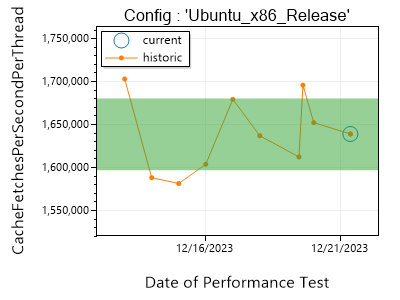 Config : 'Ubuntu_x86_Release'
CacheFetchesPerSecondPerThread
1,750,000
1,700,000
1,650,000
1,600,000
1,550,000
current
historic
12/16/2023
12/21/2023
Date of Performance Test